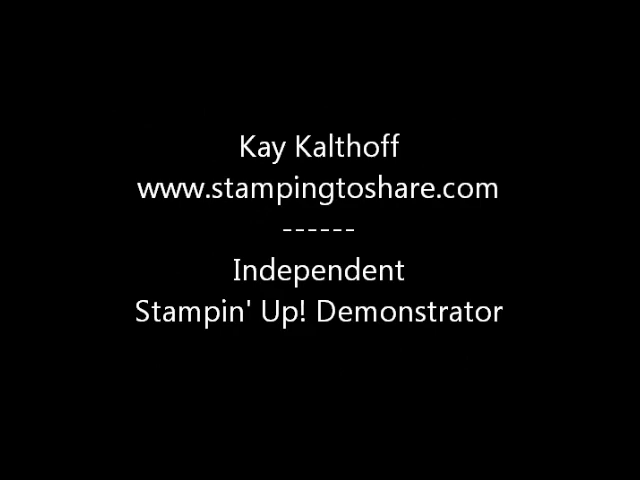 Kay Kalthoff
www.stampingtoshare.com
------
Independent
Stampin' Up! Demonstrator